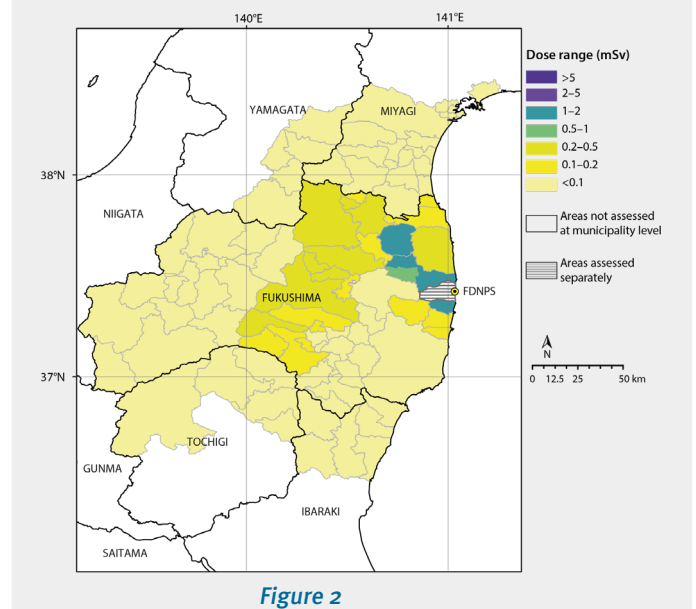 140°E
141°E
Dose range (mSv)
>5
2–5
1–2
0.5–1
0.2–0.5
0.1–0.2
<0.1
Areas not assessed
at municipality level
Areas assessed
separately
N
0 12.5 25 50 km
YAMAGATA
MIYAGI
38°N
NIIGATA
FUKUSHIMA
FDNPS
37°N
TOCHIGI
GUNMA
IBARAKI
SAITAMA
Figure 2